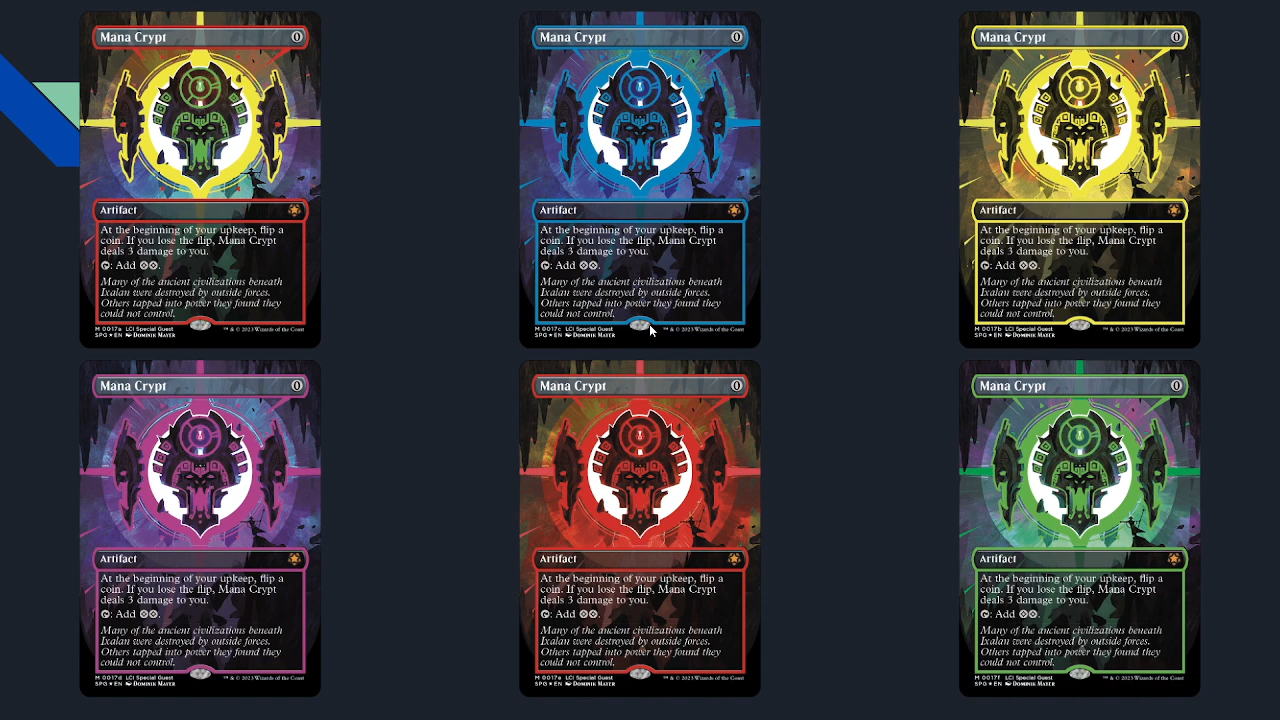 Mana Crypt 0
Artifact
At the beginning of your upkeep, flip a
coin. If you lose the flip, Mana Crypt
deals 3 damage to you.
: Add .
Many of the ancient civilizations beneath
Ixalan were destroyed by outside forces.
Others tapped into power they found they
could not control.
M 0017a LCI Special Guest
SPG ★ EN Dominik Mayer ™ & © 2023 Wizards of the Coast
Mana Crypt 0
Artifact
At the beginning of your upkeep, flip a
coin. If you lose the flip, Mana Crypt
deals 3 damage to you.
: Add .
Many of the ancient civilizations beneath
Ixalan were destroyed by outside forces.
Others tapped into power they found they
could not control.
M 0017c LCI Special Guest
SPG ★ EN Dominik Mayer ™ & © 2023 Wizards of the Coast
Mana Crypt 0
Artifact
At the beginning of your upkeep, flip a
coin. If you lose the flip, Mana Crypt
deals 3 damage to you.
: Add .
Many of the ancient civilizations beneath
Ixalan were destroyed by outside forces.
Others tapped into power they found they
could not control.
M 0017b LCI Special Guest
SPG ★ EN Dominik Mayer ™ & © 2023 Wizards of the Coast
Mana Crypt 0
Artifact
At the beginning of your upkeep, flip a
coin. If you lose the flip, Mana Crypt
deals 3 damage to you.
: Add .
Many of the ancient civilizations beneath
Ixalan were destroyed by outside forces.
Others tapped into power they found they
could not control.
M 0017d LCI Special Guest
SPG ★ EN Dominik Mayer ™ & © 2023 Wizards of the Coast
Mana Crypt 0
Artifact
At the beginning of your upkeep, flip a
coin. If you lose the flip, Mana Crypt
deals 3 damage to you.
: Add .
Many of the ancient civilizations beneath
Ixalan were destroyed by outside forces.
Others tapped into power they found they
could not control.
M 0017e LCI Special Guest
SPG ★ EN Dominik Mayer ™ & © 2023 Wizards of the Coast
Mana Crypt 0
Artifact
At the beginning of your upkeep, flip a
coin. If you lose the flip, Mana Crypt
deals 3 damage to you.
: Add .
Many of the ancient civilizations beneath
Ixalan were destroyed by outside forces.
Others tapped into power they found they
could not control.
M 0017f LCI Special Guest
SPG ★ EN Dominik Mayer ™ & © 2023 Wizards of the Coast